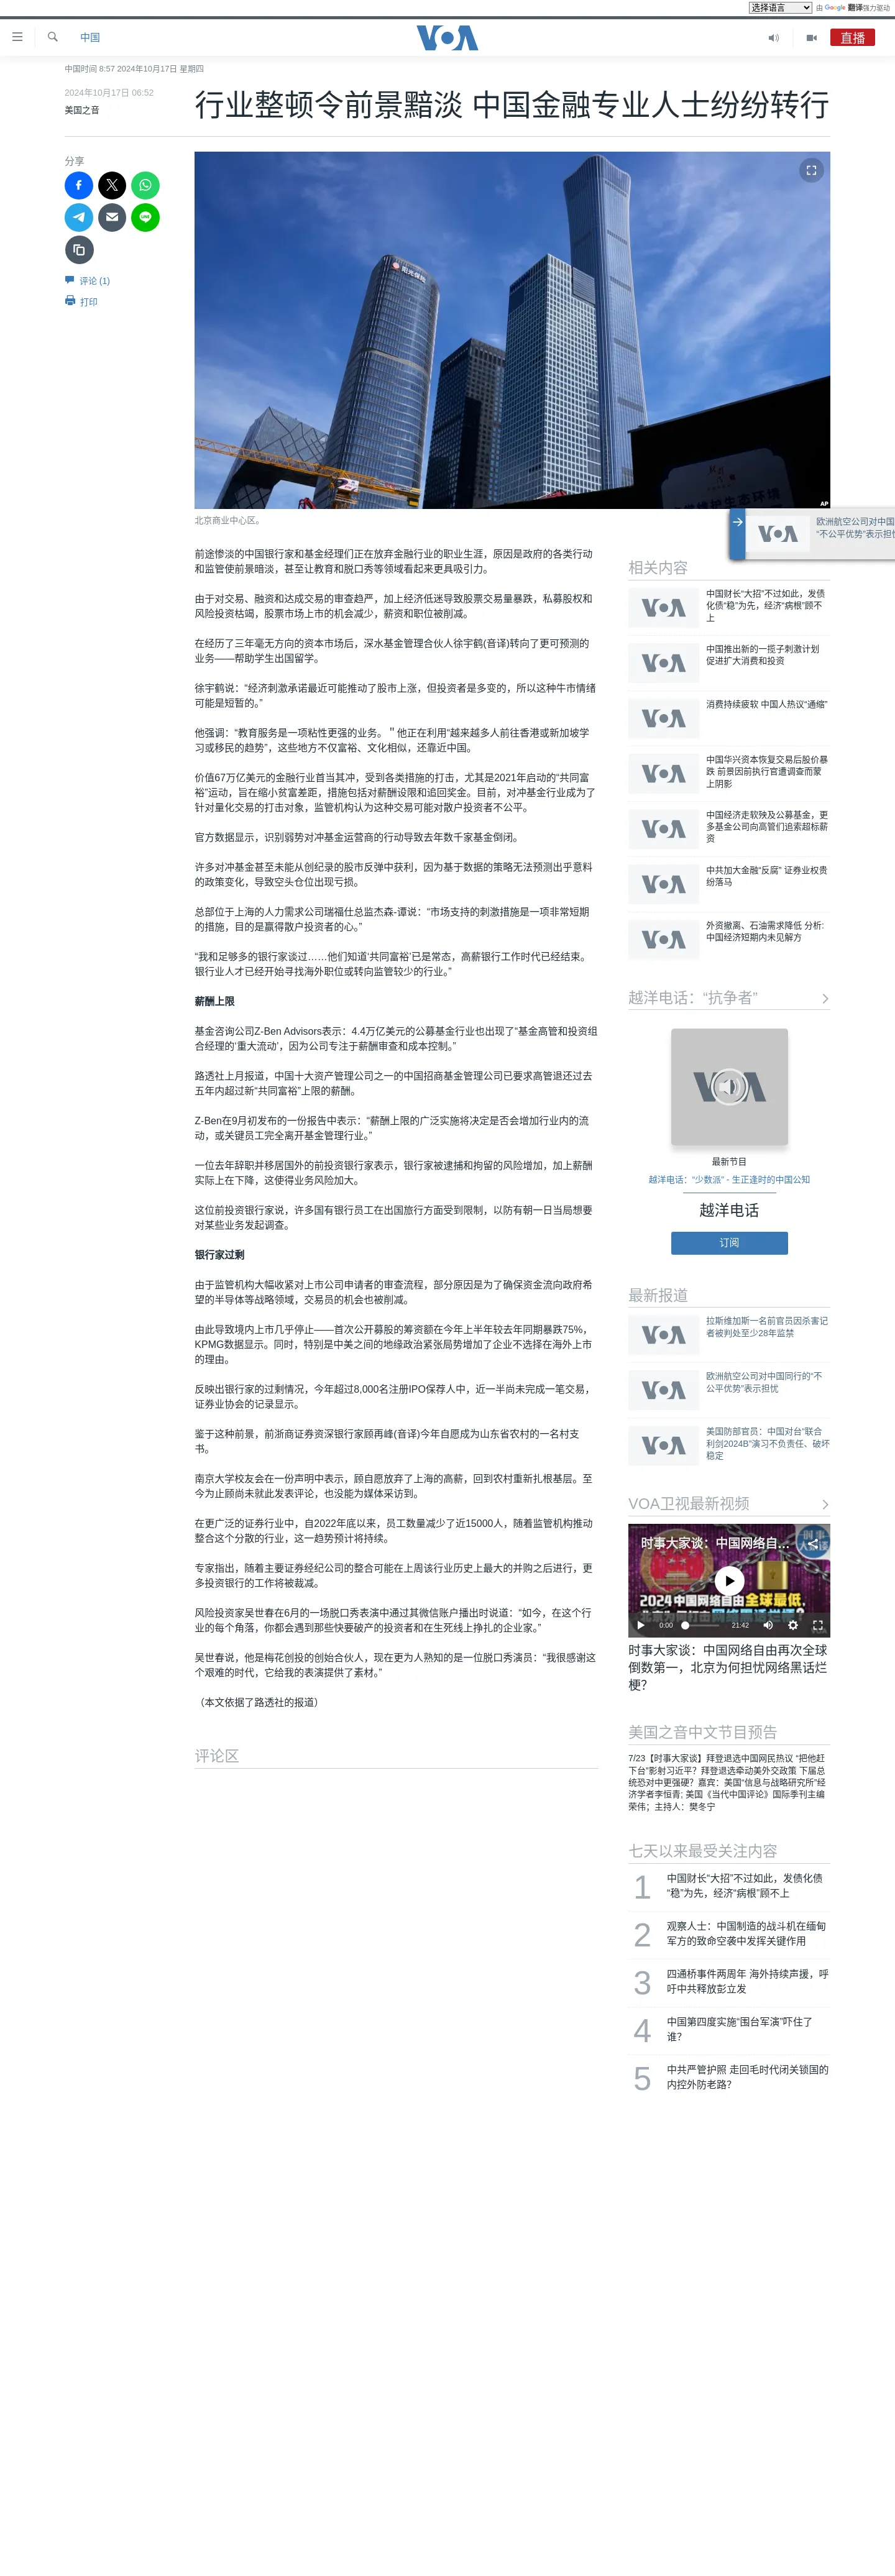 选择语言
由 Google 翻译强力驱动
中国
VOA
直播
中国时间 8:57 2024年10月17日 星期四
2024年10月17日 06:52
美国之音
行业整顿令前景黯淡 中国金融专业人士纷纷转行
分享
评论 (1)
打印
阳光保险
AP
北京商业中心区。
前途惨淡的中国银行家和基金经理们正在放弃金融行业的职业生涯，原因是政府的各类行动
和监管使前景暗淡，甚至让教育和脱口秀等领域看起来更具吸引力。
由于对交易、融资和达成交易的审查趋严，加上经济低迷导致股票交易量暴跌，私募股权和
风险投资枯竭，股票市场上市的机会减少，薪资和职位被削减。
在经历了三年毫无方向的资本市场后，深水基金管理合伙人徐宇鹤(音译)转向了更可预测的
业务——帮助学生出国留学。
徐宇鹤说：“经济刺激承诺最近可能推动了股市上涨，但投资者是多变的，所以这种牛市情绪
可能是短暂的。”
他强调：“教育服务是一项粘性更强的业务。＂他正在利用“越来越多人前往香港或新加坡学
习或移民的趋势”，这些地方不仅富裕、文化相似，还靠近中国。
价值67万亿美元的金融行业首当其冲，受到各类措施的打击，尤其是2021年启动的“共同富
裕”运动，旨在缩小贫富差距，措施包括对薪酬设限和追回奖金。目前，对冲基金行业成为了
针对量化交易的打击对象，监管机构认为这种交易可能对散户投资者不公平。
官方数据显示，识别弱势对冲基金运营商的行动导致去年数千家基金倒闭。
许多对冲基金甚至未能从创纪录的股市反弹中获利，因为基于数据的策略无法预测出乎意料
的政策变化，导致空头仓位出现亏损。
总部位于上海的人力需求公司瑞福仕总监杰森-谭说：“市场支持的刺激措施是一项非常短期
的措施，目的是赢得散户投资者的心。”
“我和足够多的银行家谈过……他们知道‘共同富裕’已是常态，高薪银行工作时代已经结束。
银行业人才已经开始寻找海外职位或转向监管较少的行业。”
薪酬上限
基金咨询公司Z-Ben Advisors表示：4.4万亿美元的公募基金行业也出现了“基金高管和投资组
合经理的‘重大流动’，因为公司专注于薪酬审查和成本控制。”
路透社上月报道，中国十大资产管理公司之一的中国招商基金管理公司已要求高管退还过去
五年内超过新“共同富裕”上限的薪酬。
Z-Ben在9月初发布的一份报告中表示：“薪酬上限的广泛实施将决定是否会增加行业内的流
动，或关键员工完全离开基金管理行业。”
一位去年辞职并移居国外的前投资银行家表示，银行家被逮捕和拘留的风险增加，加上薪酬
实际上在下降，这使得业务风险加大。
这位前投资银行家说，许多国有银行员工在出国旅行方面受到限制，以防有朝一日当局想要
对某些业务发起调查。
银行家过剩
由于监管机构大幅收紧对上市公司申请者的审查流程，部分原因是为了确保资金流向政府希
望的半导体等战略领域，交易员的机会也被削减。
由此导致境内上市几乎停止——首次公开募股的筹资额在今年上半年较去年同期暴跌75%，
KPMG数据显示。同时，特别是中美之间的地缘政治紧张局势增加了企业不选择在海外上市
的理由。
反映出银行家的过剩情况，今年超过8,000名注册IPO保荐人中，近一半尚未完成一笔交易，
证券业协会的记录显示。
鉴于这种前景，前浙商证券资深银行家顾再峰(音译)今年自愿成为山东省农村的一名村支
书。
南京大学校友会在一份声明中表示，顾自愿放弃了上海的高薪，回到农村重新扎根基层。至
今为止顾尚未就此发表评论，也没能为媒体采访到。
在更广泛的证券行业中，自2022年底以来，员工数量减少了近15000人，随着监管机构推动
整合这个分散的行业，这一趋势预计将持续。
专家指出，随着主要证券经纪公司的整合可能在上周该行业历史上最大的并购之后进行，更
多投资银行的工作将被裁减。
风险投资家吴世春在6月的一场脱口秀表演中通过其微信账户播出时说道：“如今，在这个行
业的每个角落，你都会遇到那些快要破产的投资者和在生死线上挣扎的企业家。”
吴世春说，他是梅花创投的创始合伙人，现在更为人熟知的是一位脱口秀演员：“我很感谢这
个艰难的时代，它给我的表演提供了素材。”
（本文依据了路透社的报道）
评论区
欧洲航空公司对中国
“不公平优势”表示担忧
相关内容
中国财长“大招”不过如此，发债
化债“稳”为先，经济“病根”顾不
上
中国推出新的一揽子刺激计划
促进扩大消费和投资
消费持续疲软 中国人热议“通缩”
中国华兴资本恢复交易后股价暴
跌 前景因前执行官遭调查而蒙
上阴影
中国经济走软殃及公募基金，更
多基金公司向高管们追索超标薪
资
中共加大金融“反腐” 证券业权贵
纷落马
外资撤离、石油需求降低 分析:
中国经济短期内未见解方
越洋电话：“抗争者”
最新节目
越洋电话：“少数派” - 生正逢时的中国公知
越洋电话
订阅
最新报道
拉斯维加斯一名前官员因杀害记
者被判处至少28年监禁
欧洲航空公司对中国同行的“不
公平优势”表示担忧
美国防部官员：中国对台“联合
利剑2024B”演习不负责任、破坏
稳定
VOA卫视最新视频
时事大家谈：中国网络自...
2024中国网络自由全球最低，
0:00
21:42
时事大家谈：中国网络自由再次全球
倒数第一，北京为何担忧网络黑话烂
梗？
美国之音中文节目预告
7/23【时事大家谈】拜登退选中国网民热议 “把他赶
下台”影射习近平？拜登退选牵动美外交政策 下届总
统恐对中更强硬？嘉宾：美国“信息与战略研究所”经
济学者李恒青; 美国《当代中国评论》国际季刊主编
荣伟；主持人：樊冬宁
七天以来最受关注内容
1
中国财长“大招”不过如此，发债化债
“稳”为先，经济“病根”顾不上
2
观察人士：中国制造的战斗机在缅甸
军方的致命空袭中发挥关键作用
3
四通桥事件两周年 海外持续声援，呼
吁中共释放彭立发
4
中国第四度实施“围台军演”吓住了
谁？
5
中共严管护照 走回毛时代闭关锁国的
内控外防老路？